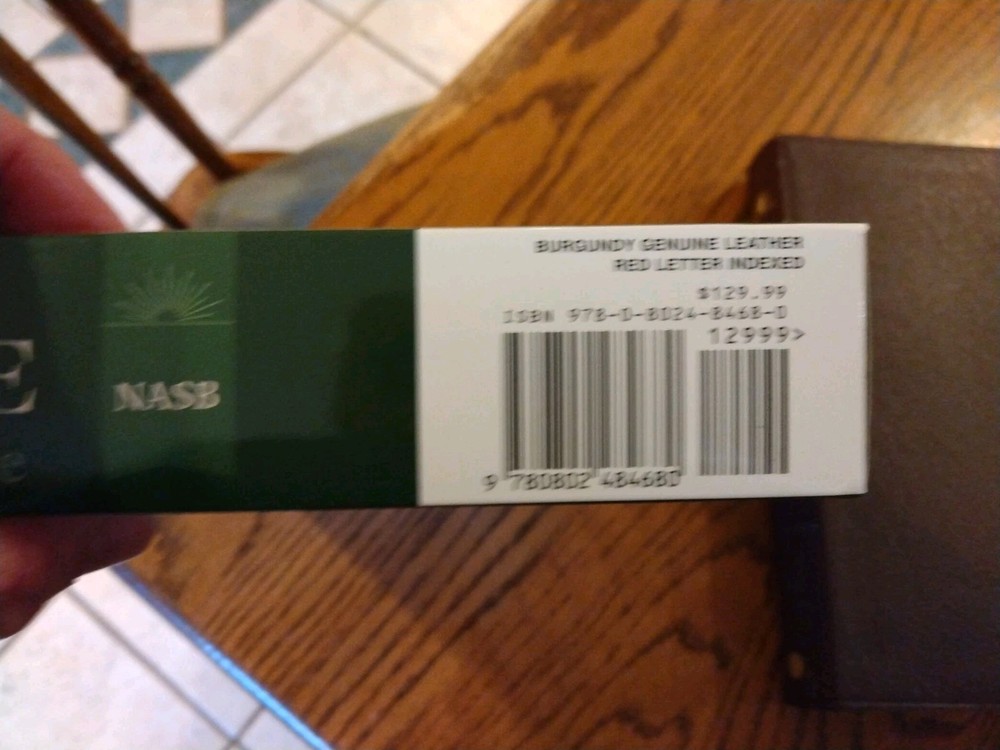 E
e
NASB
BURGUNDY GENUINE LEATHER
RED LETTER INDEXED
$129.99
ISBN 978-0-8024-8468-0
12999>
9 780802 484680